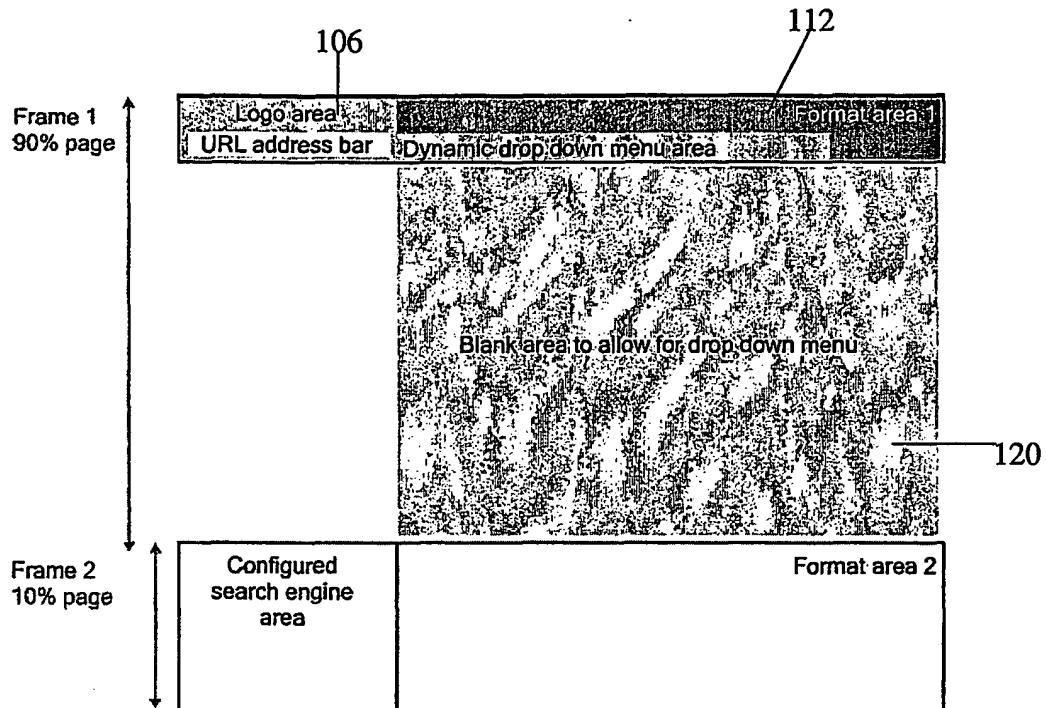 106
112
Frame 1
90% page
Logo area
Format area 1
URL address bar
Dynamic drop down menu area
Blank area to allow for drop down menu
120
Frame 2
10% page
Configured
search engine
area
Format area 2